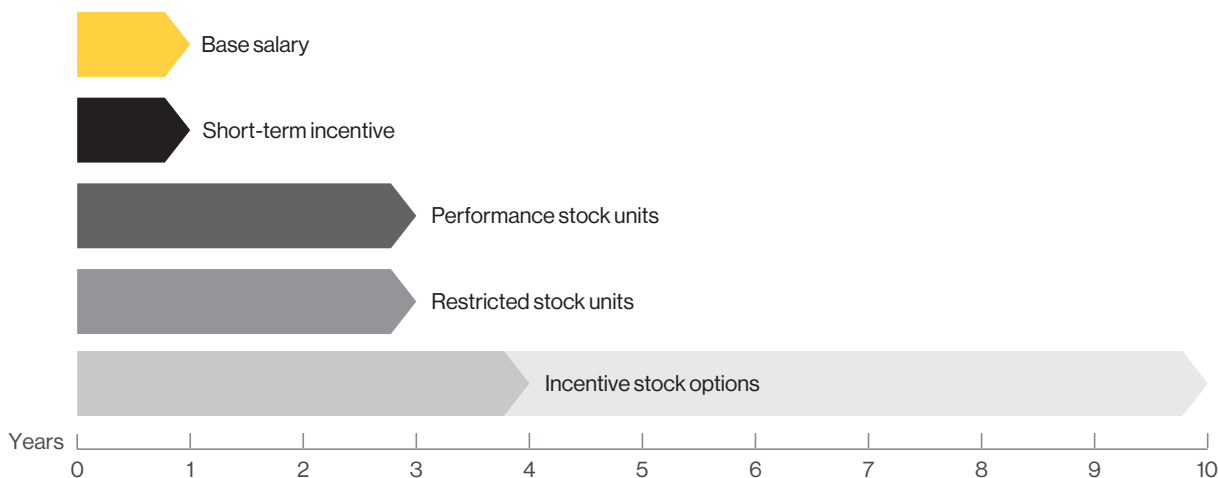 Base salary
Short-term incentive
Performance stock units
Restricted stock units
Incentive stock options
Years
0 1 2 3 4 5 6 7 8 9 10